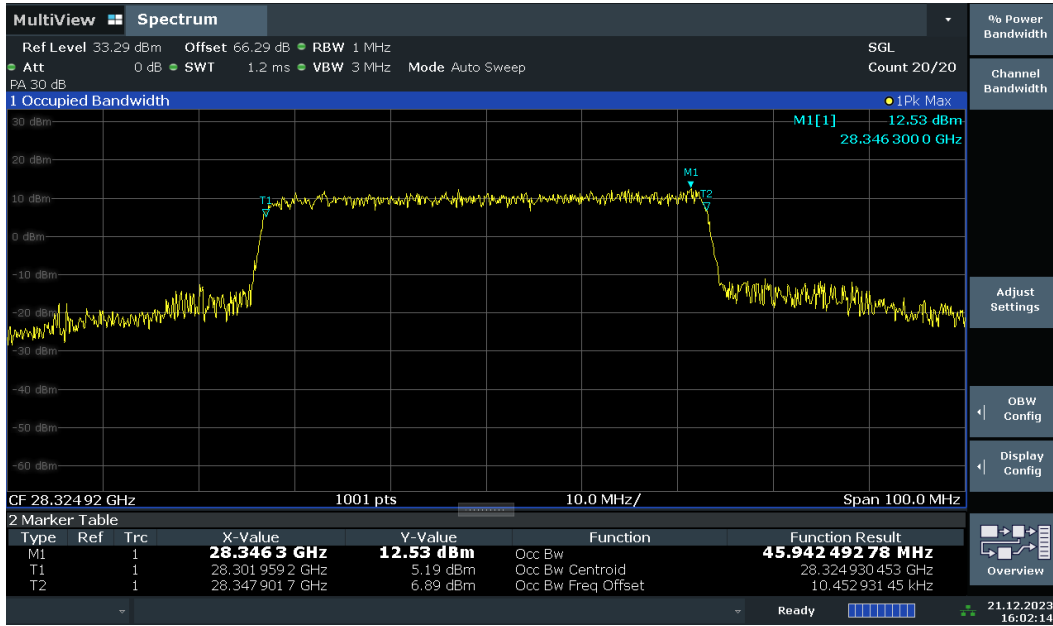 MultiView Spectrum
Ref Level 33.29 dBm Offset 66.29 dB RBW 1 MHz SGL
Att 0 dB SWT 1.2 ms VBW 3 MHz Mode Auto Sweep Count 20/20
PA 30 dB
1 Occupied Bandwidth 1Pk Max
30 dBm
M1[1] 12.53 dBm
28.346 300 0 GHz
20 dBm
M1
10 dBm
T1
T2
0 dBm
-10 dBm
-20 dBm
-30 dBm
-40 dBm
-50 dBm
-60 dBm
CF 28.324 92 GHz 1001 pts 10.0 MHz/ Span 100.0 MHz
2 Marker Table
Type Ref Trc X-Value Y-Value Function Function Result
M1 1 28.346 3 GHz 12.53 dBm Occ Bw 45.942 492 78 MHz
T1 1 28.301 959 2 GHz 5.19 dBm Occ Bw Centroid 28.324 930 453 GHz
T2 1 28.347 901 7 GHz 6.89 dBm Occ Bw Freq Offset 10.452 931 45 kHz
Ready
21.12.2023
16:02:14
% Power
Bandwidth
Channel
Bandwidth
Adjust
Settings
OBW
Config
Display
Config
Overview